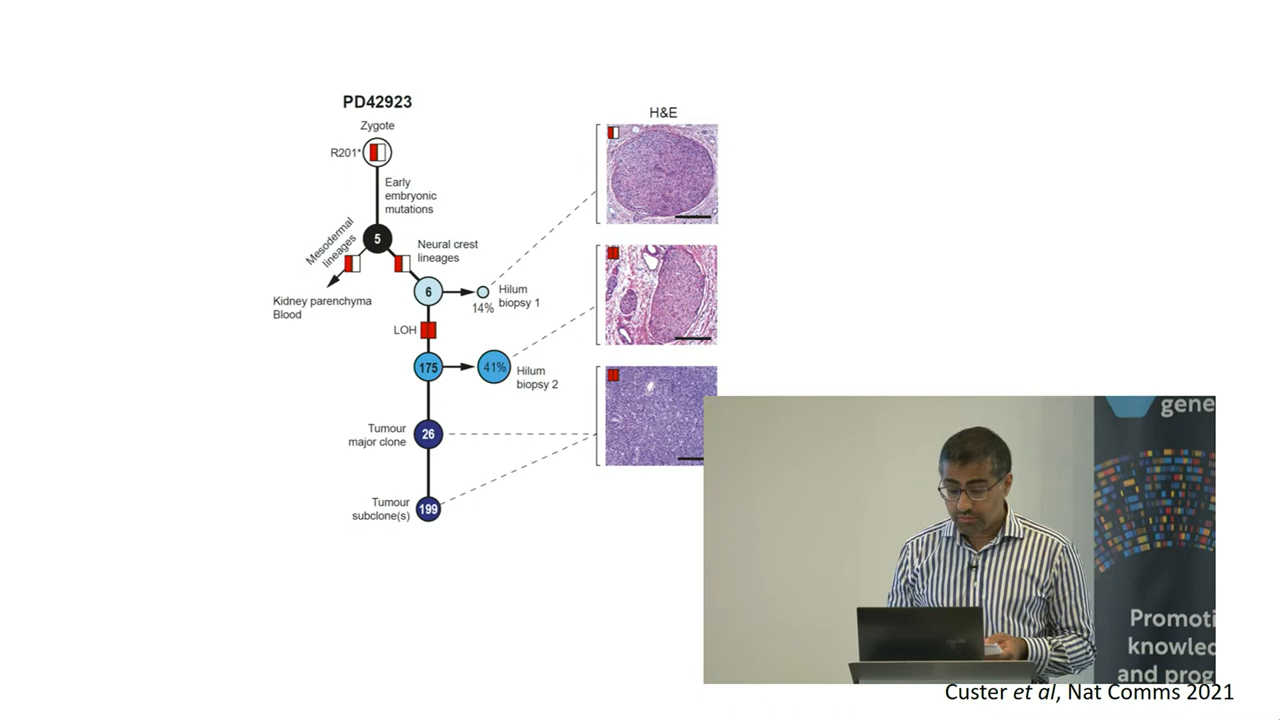 PD42923
Zygote
R201*
Early
embryonic
mutations
5
Mesodermal
lineages
Neural crest
lineages
Kidney parenchyma
Blood
6
14%
Hilum
biopsy 1
LOH
175
41%
Hilum
biopsy 2
Tumour
major clone
26
Tumour
subclone(s)
199
H&E
gene
Promoti
knowled
and prog
Custer et al, Nat Comms 2021